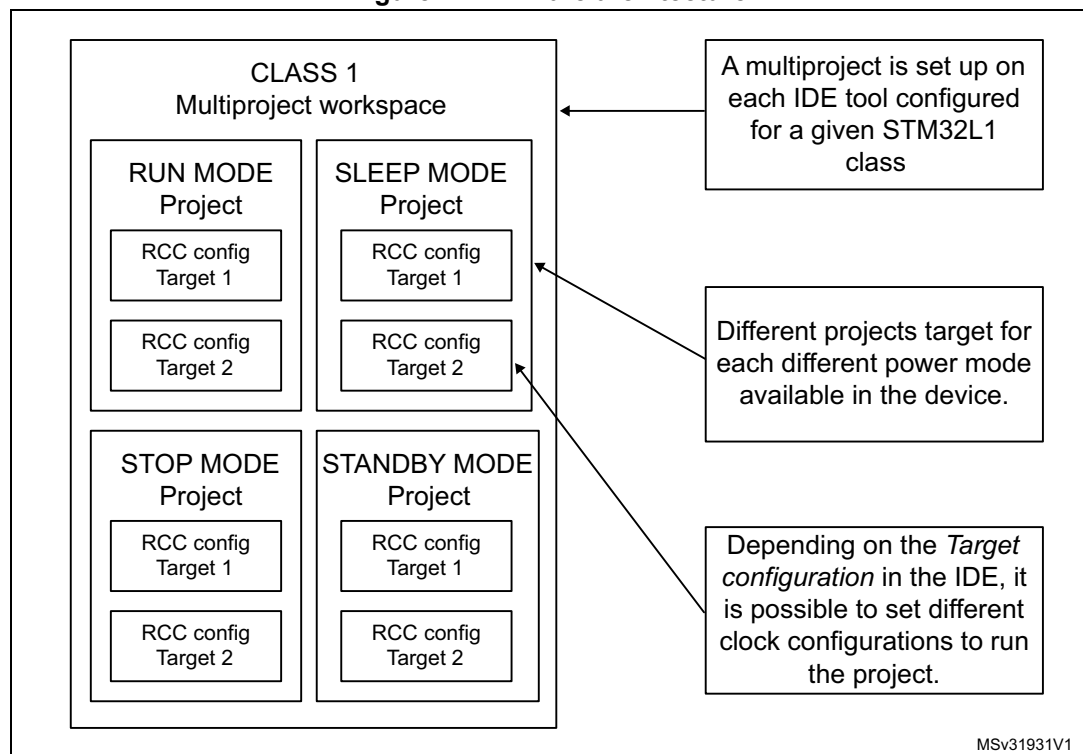 CLASS 1
Multiproject workspace
RUN MODE
Project
RCC config
Target 1
RCC config
Target 2
SLEEP MODE
Project
RCC config
Target 1
RCC config
Target 2
STOP MODE
Project
RCC config
Target 1
RCC config
Target 2
STANDBY MODE
Project
RCC config
Target 1
RCC config
Target 2
A multiproject is set up on
each IDE tool configured
for a given STM32L1
class
Different projects target for
each different power mode
available in the device.
Depending on the Target
configuration in the IDE, it
is possible to set different
clock configurations to run
the project.
MSv31931V1